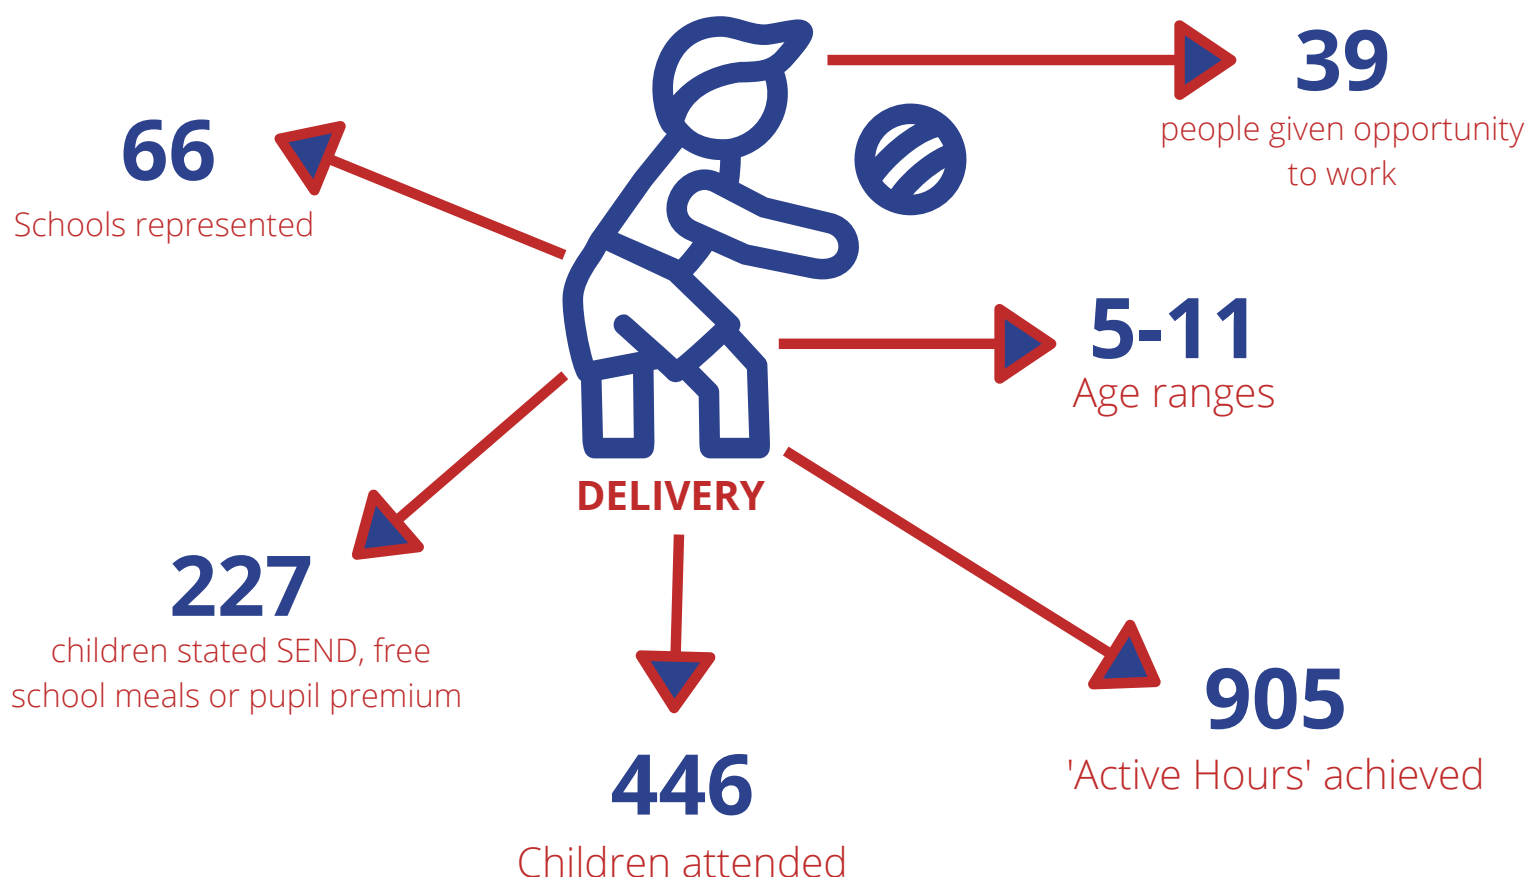 39
people given opportunity
to work
66
Schools represented
5-11
Age ranges
DELIVERY
227
children stated SEND, free
school meals or pupil premium
905
'Active Hours' achieved
446
Children attended